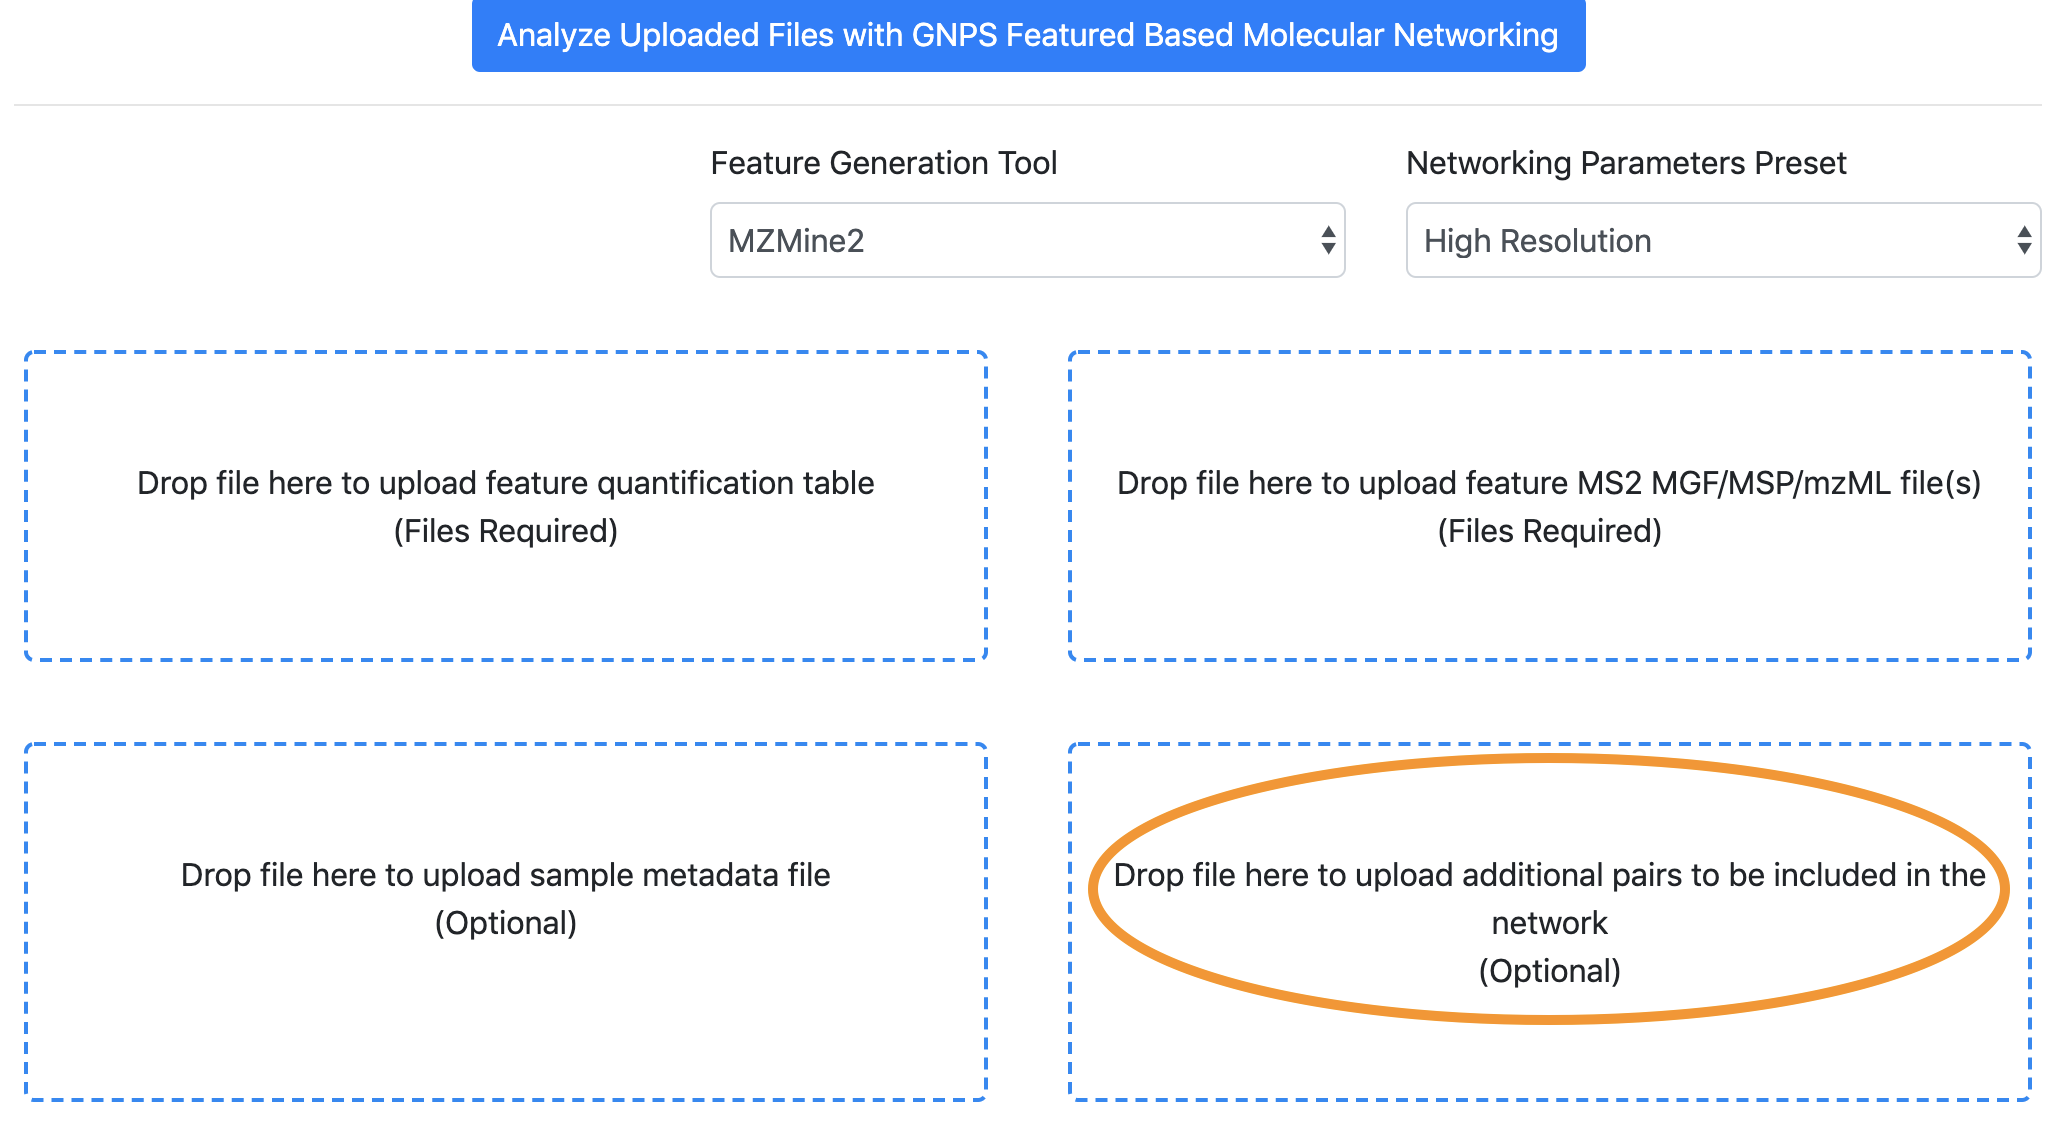 Analyze Uploaded Files with GNPS Featured Based Molecular Networking
Feature Generation Tool
Networking Parameters Preset
MZMine2
High Resolution
Drop file here to upload feature quantification table
(Files Required)
Drop file here to upload feature MS2 MGF/MSP/mzML file(s)
(Files Required)
Drop file here to upload sample metadata file
(Optional)
Drop file here to upload additional pairs to be included in the
network
(Optional)